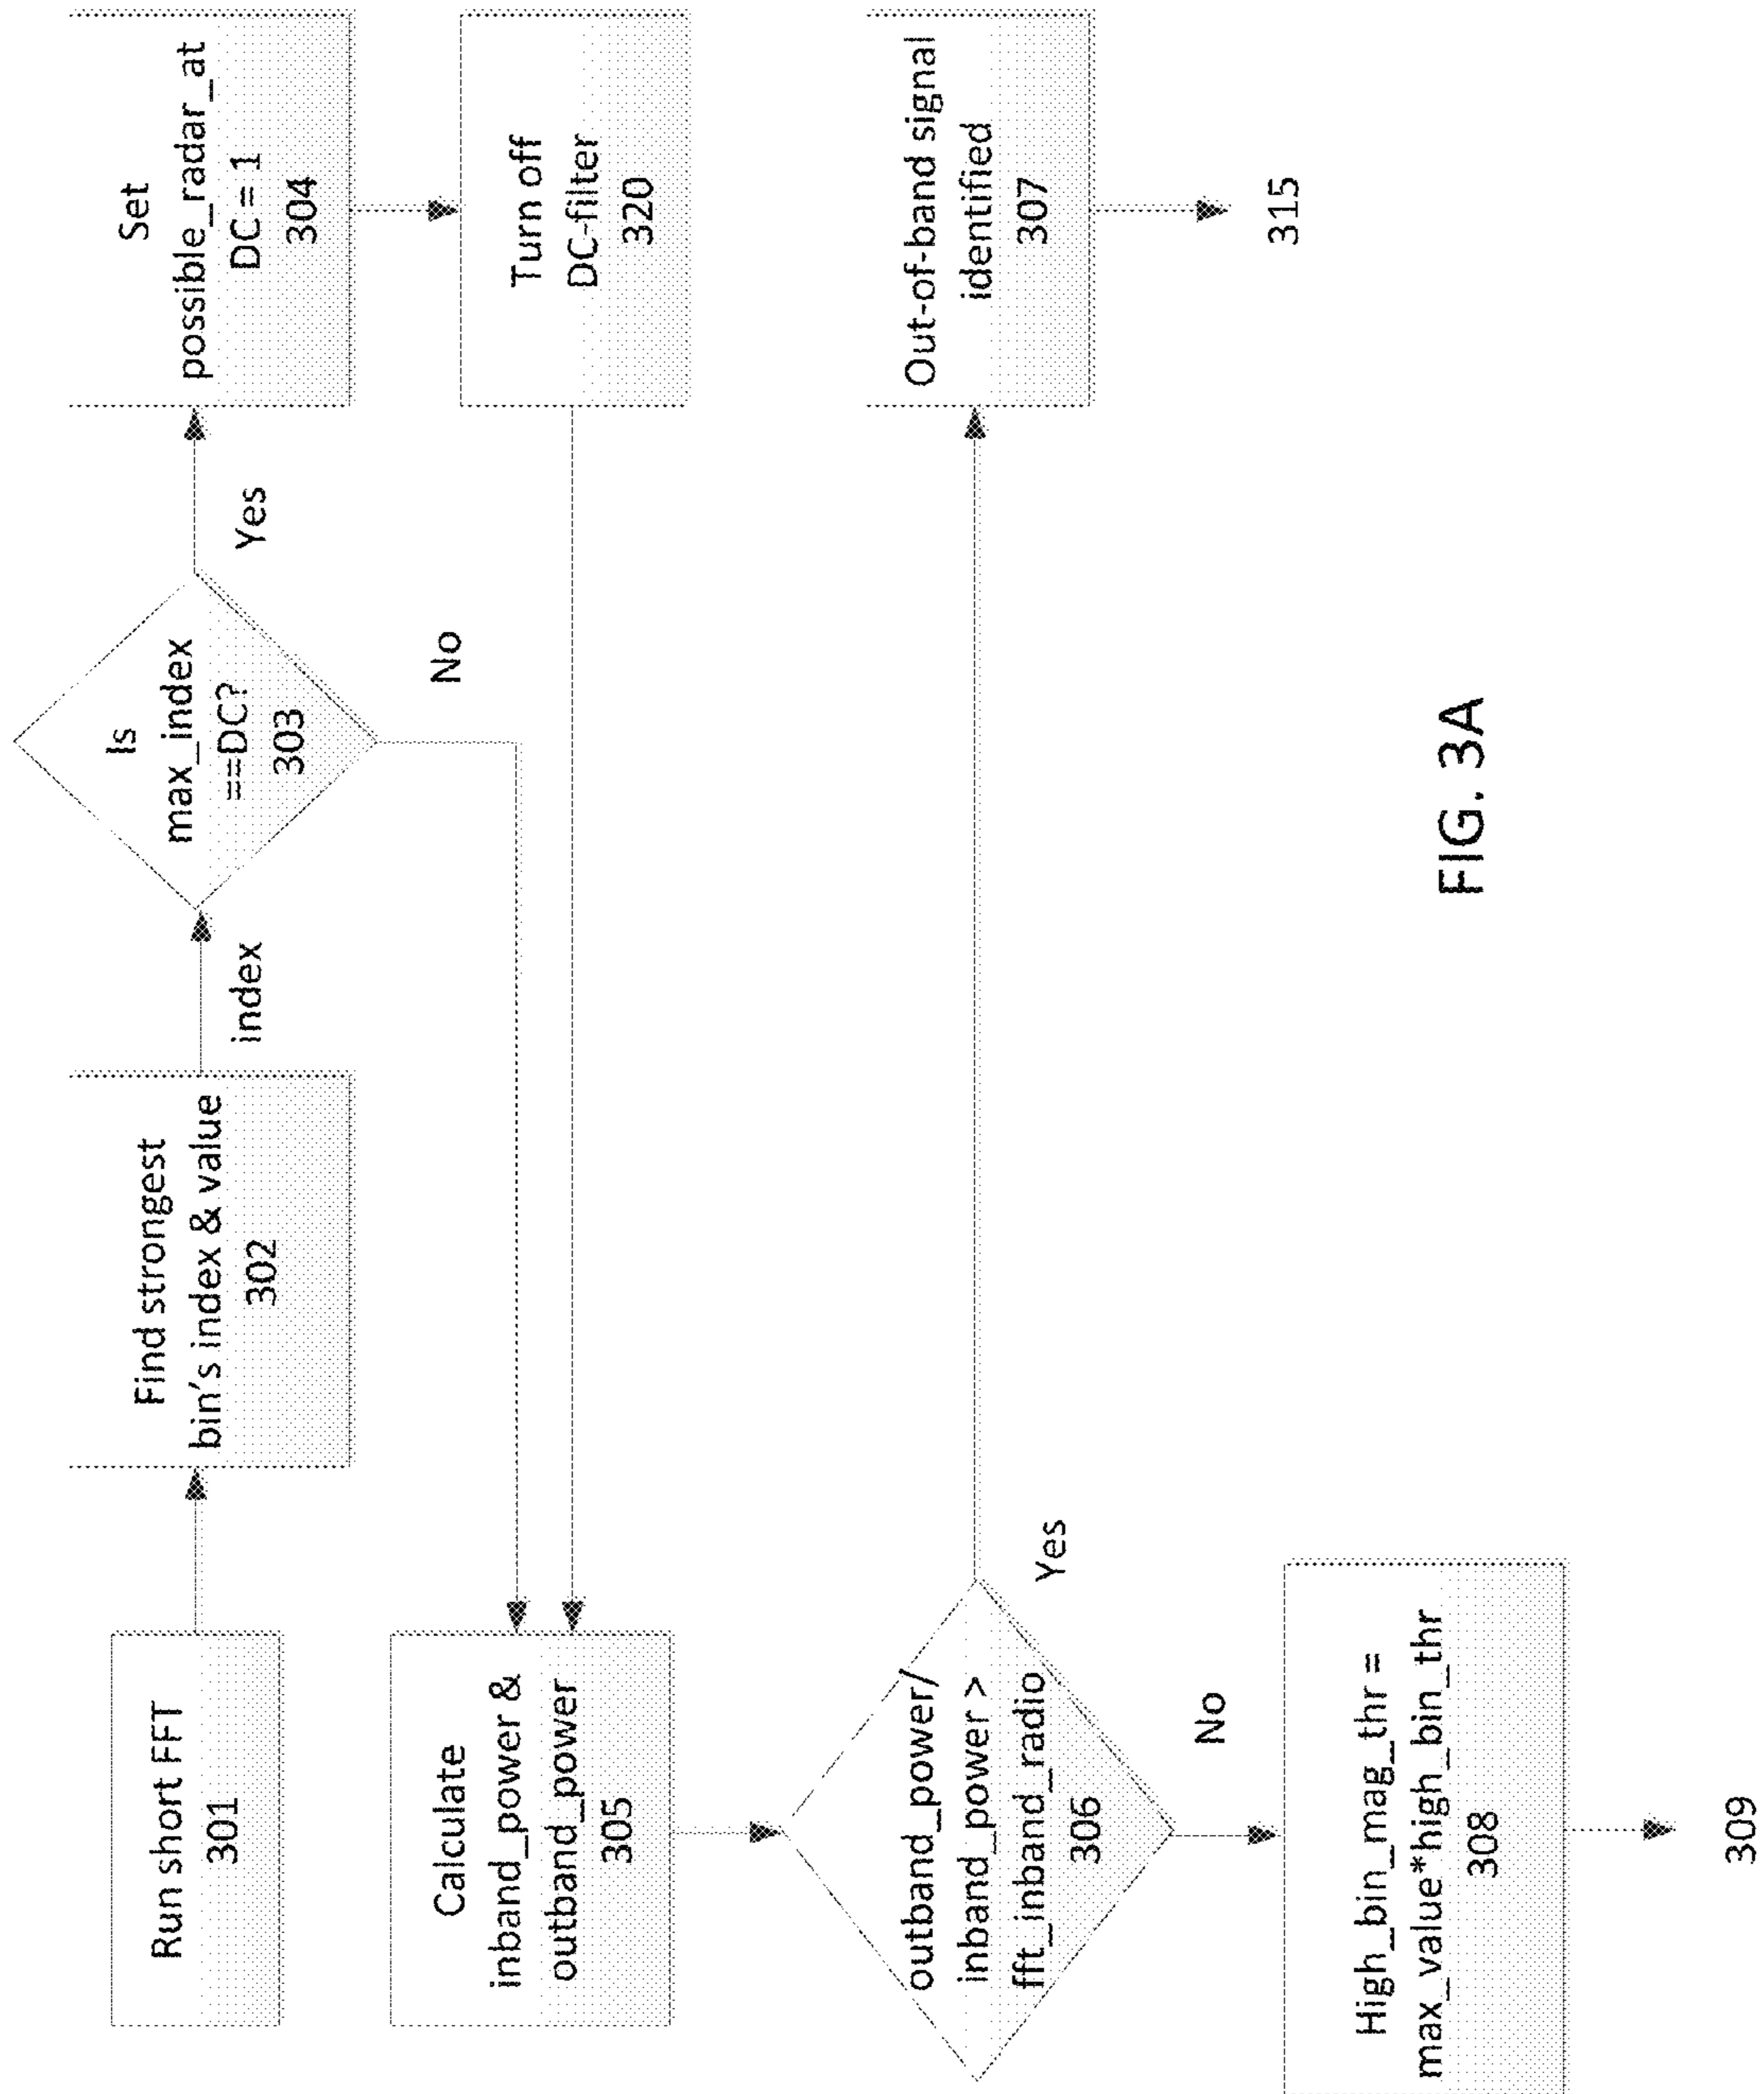 Run short FFT
301
Find strongest
bin's index & value
302
index
Is
max_index
==DC?
303
Yes
No
Set
possible_radar_at
DC = 1
304
Turn off
DC-filter
320
Calculate
inband_power &
outband_power
305
outband_power/
inband_power >
fft_inband_radio
306
Yes
No
Out-of-band signal
identified
307
315
High_bin_mag_thr =
max_value*high_bin_thr
308
309
FIG. 3A